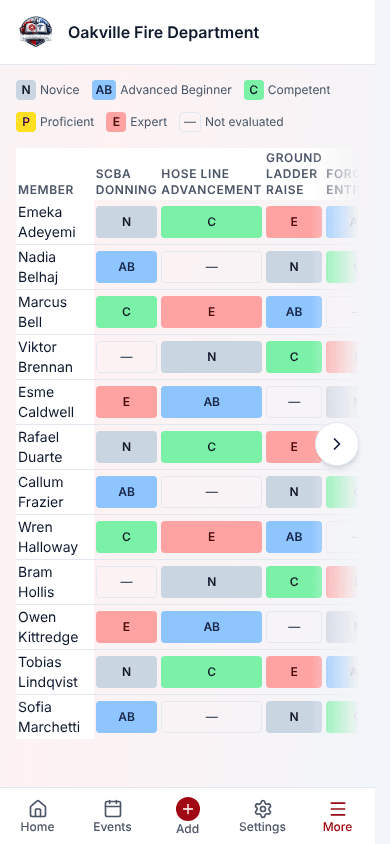 Oakville Fire Department
N Novice AB Advanced Beginner C Competent
P Proficient E Expert — Not evaluated
MEMBER SCBA DONNING HOSE LINE ADVANCEMENT GROUND LADDER RAISE
Emeka Adeyemi N C E
Nadia Belhaj AB — N
Marcus Bell C E AB
Viktor Brennan — N C
Esme Caldwell E AB —
Rafael Duarte N C E
Callum Frazier AB — N
Wren Halloway C E AB
Bram Hollis — N C
Owen Kittredge E AB —
Tobias Lindqvist N C E
Sofia Marchetti AB — N
Home Events Add Settings More